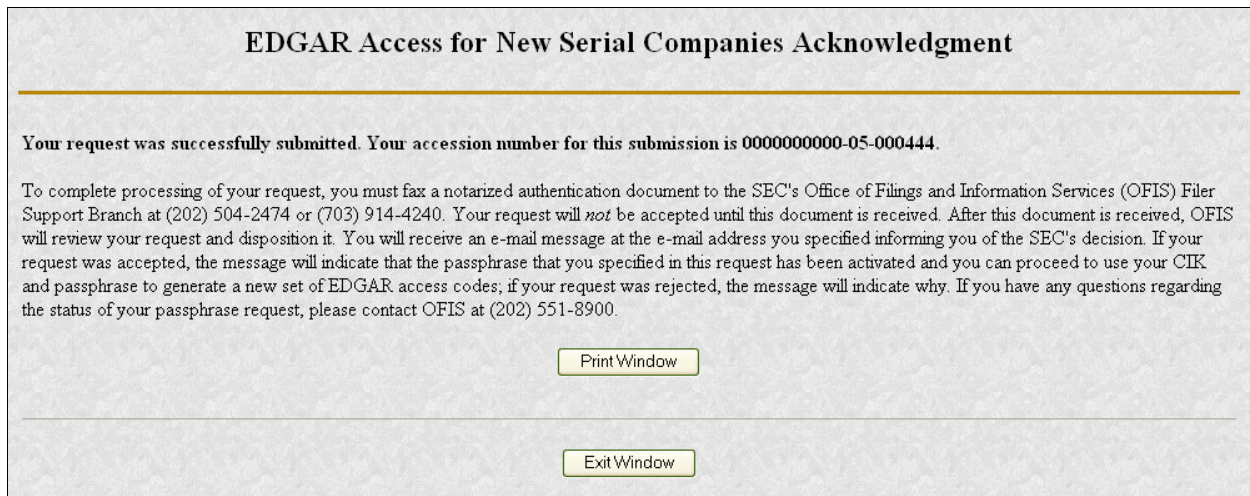 EDGAR Access for New Serial Companies Acknowledgment
Your request was successfully submitted. Your accession number for this submission is 0000000000-05-000444.
To complete processing of your request, you must fax a notarized authentication document to the SEC's Office of Filings and Information Services (OFIS) Filer
Support Branch at (202) 504-2474 or (703) 914-4240. Your request will not be accepted until this document is received. After this document is received, OFIS
will review your request and disposition it. You will receive an e-mail message at the e-mail address you specified informing you of the SEC's decision. If your
request was accepted, the message will indicate that the passphrase that you specified in this request has been activated and you can proceed to use your CIK
and passphrase to generate a new set of EDGAR access codes; if your request was rejected, the message will indicate why. If you have any questions regarding
the status of your passphrase request, please contact OFIS at (202) 551-8900.
Print Window
Exit Window